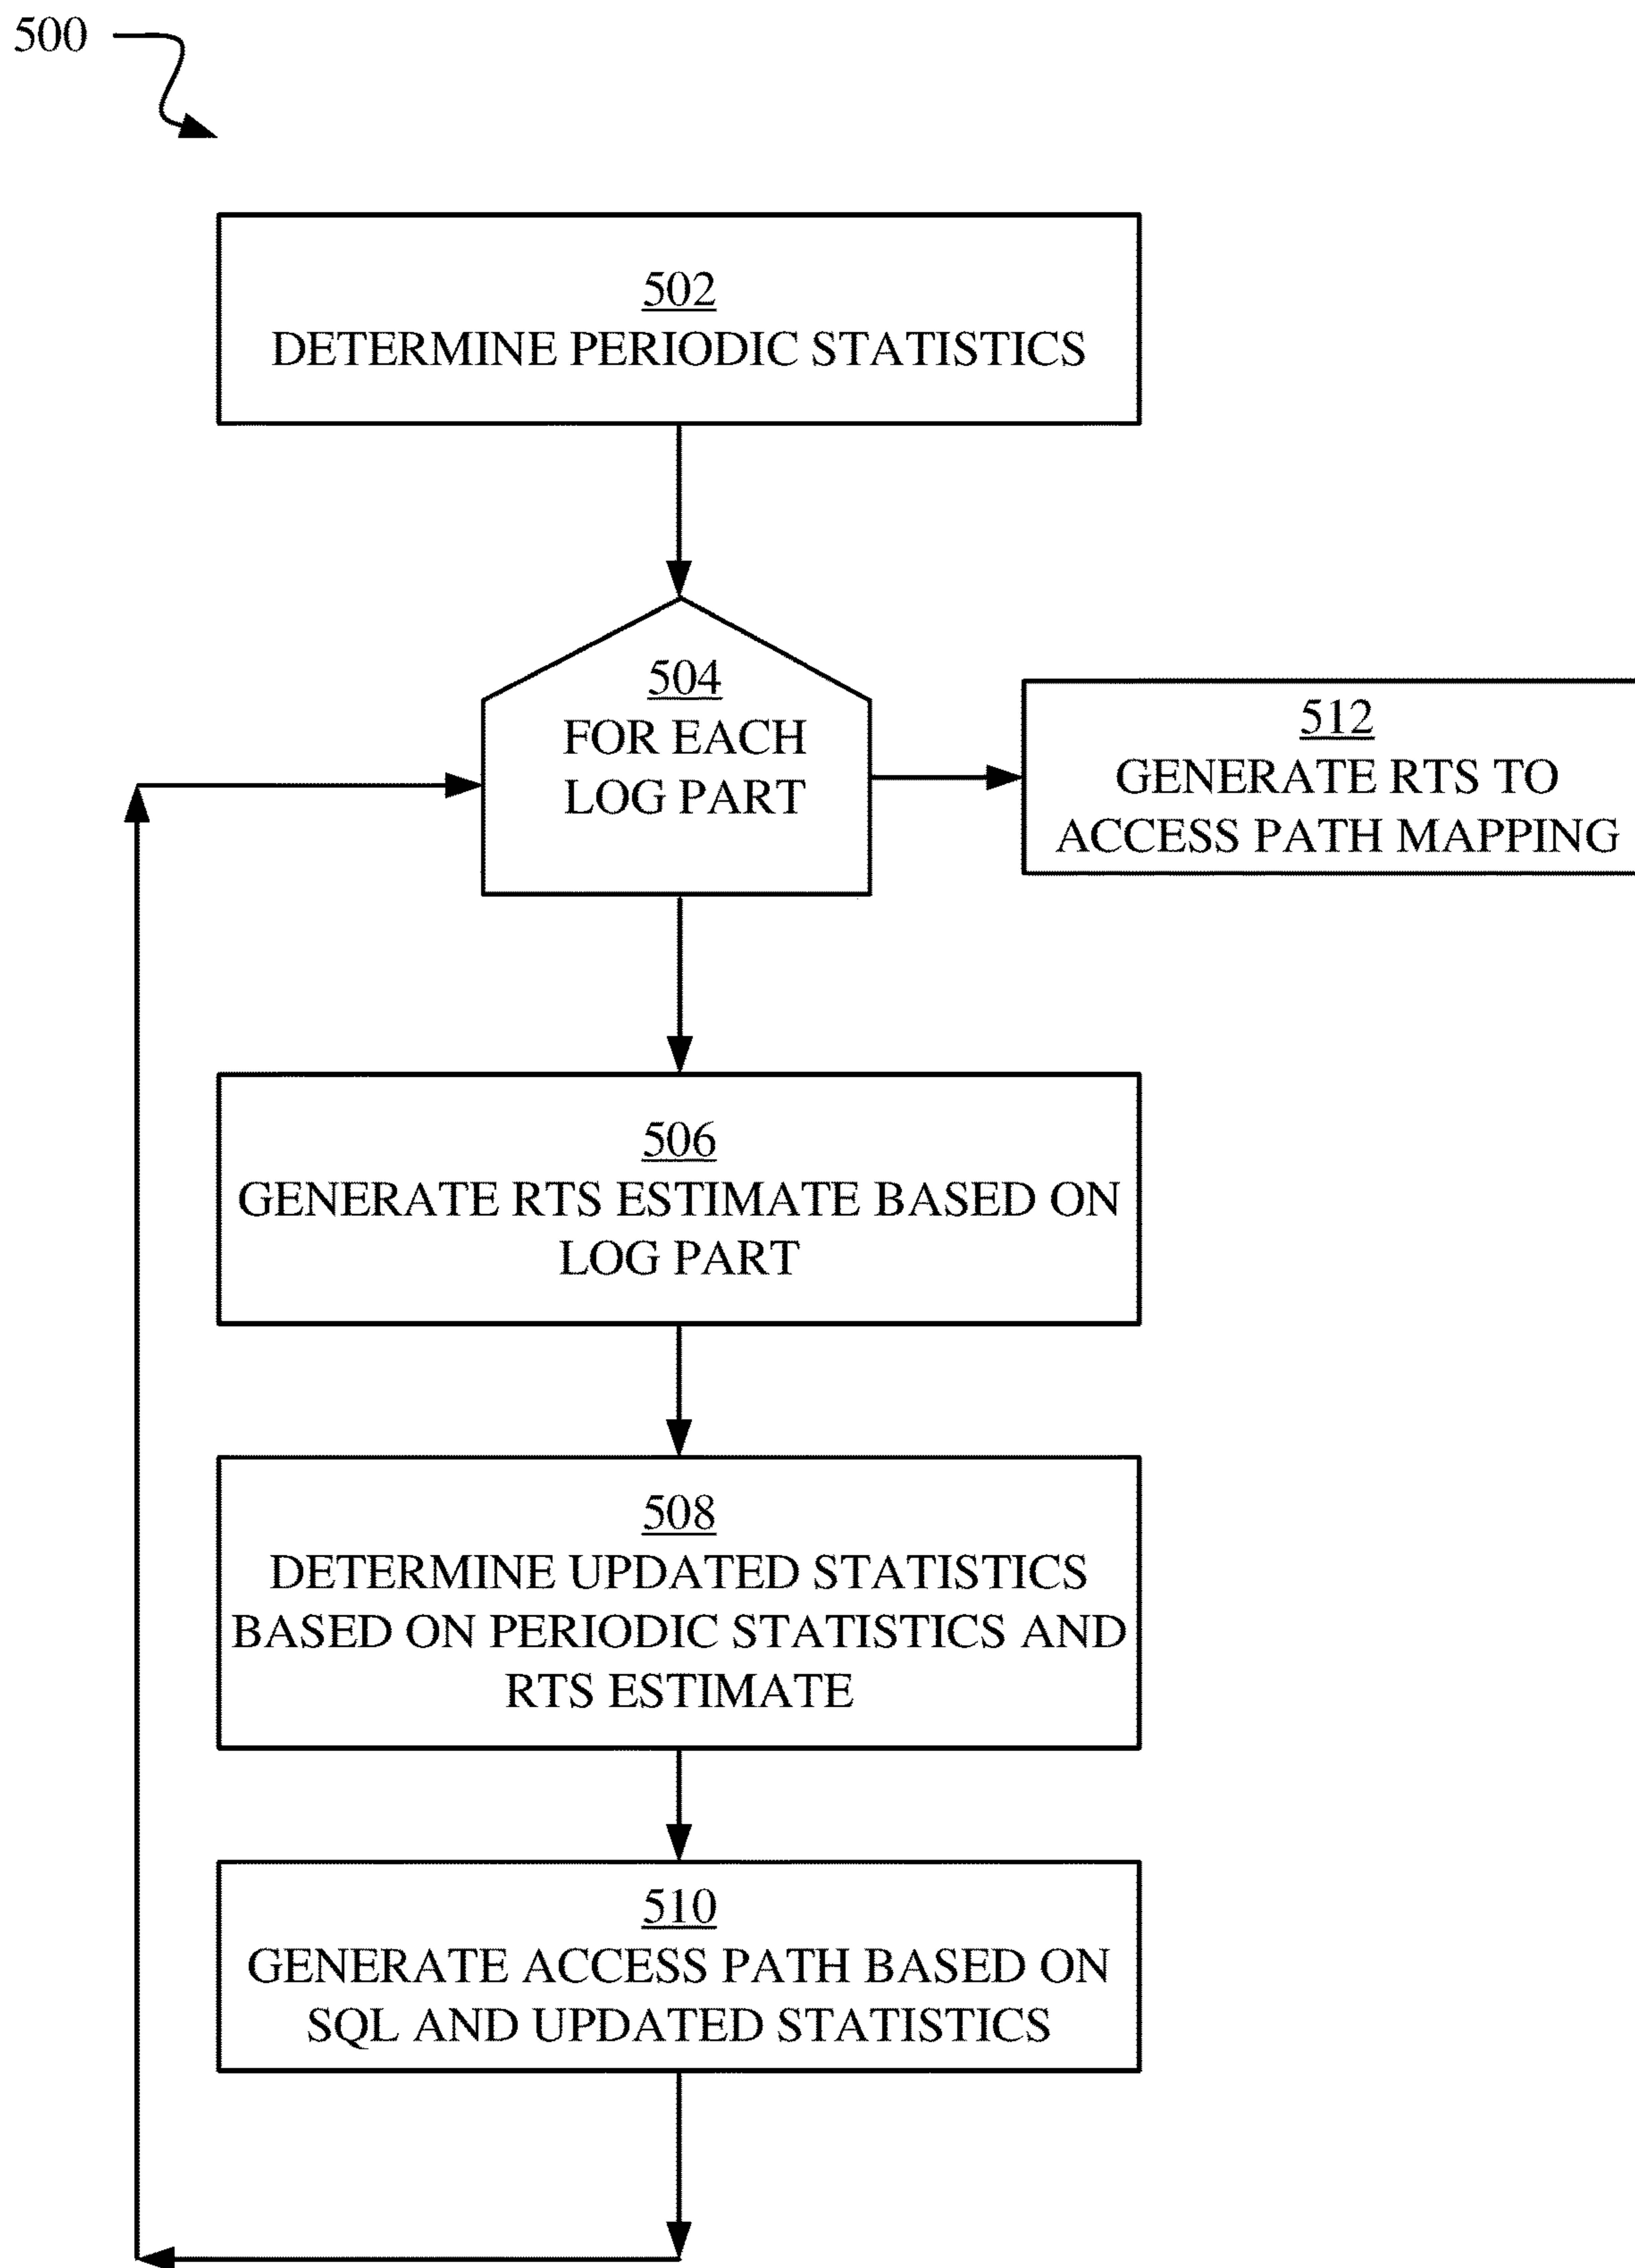 500
502
DETERMINE PERIODIC STATISTICS
504
FOR EACH
LOG PART
512
GENERATE RTS TO
ACCESS PATH MAPPING
506
GENERATE RTS ESTIMATE BASED ON
LOG PART
508
DETERMINE UPDATED STATISTICS
BASED ON PERIODIC STATISTICS AND
RTS ESTIMATE
510
GENERATE ACCESS PATH BASED ON
SQL AND UPDATED STATISTICS